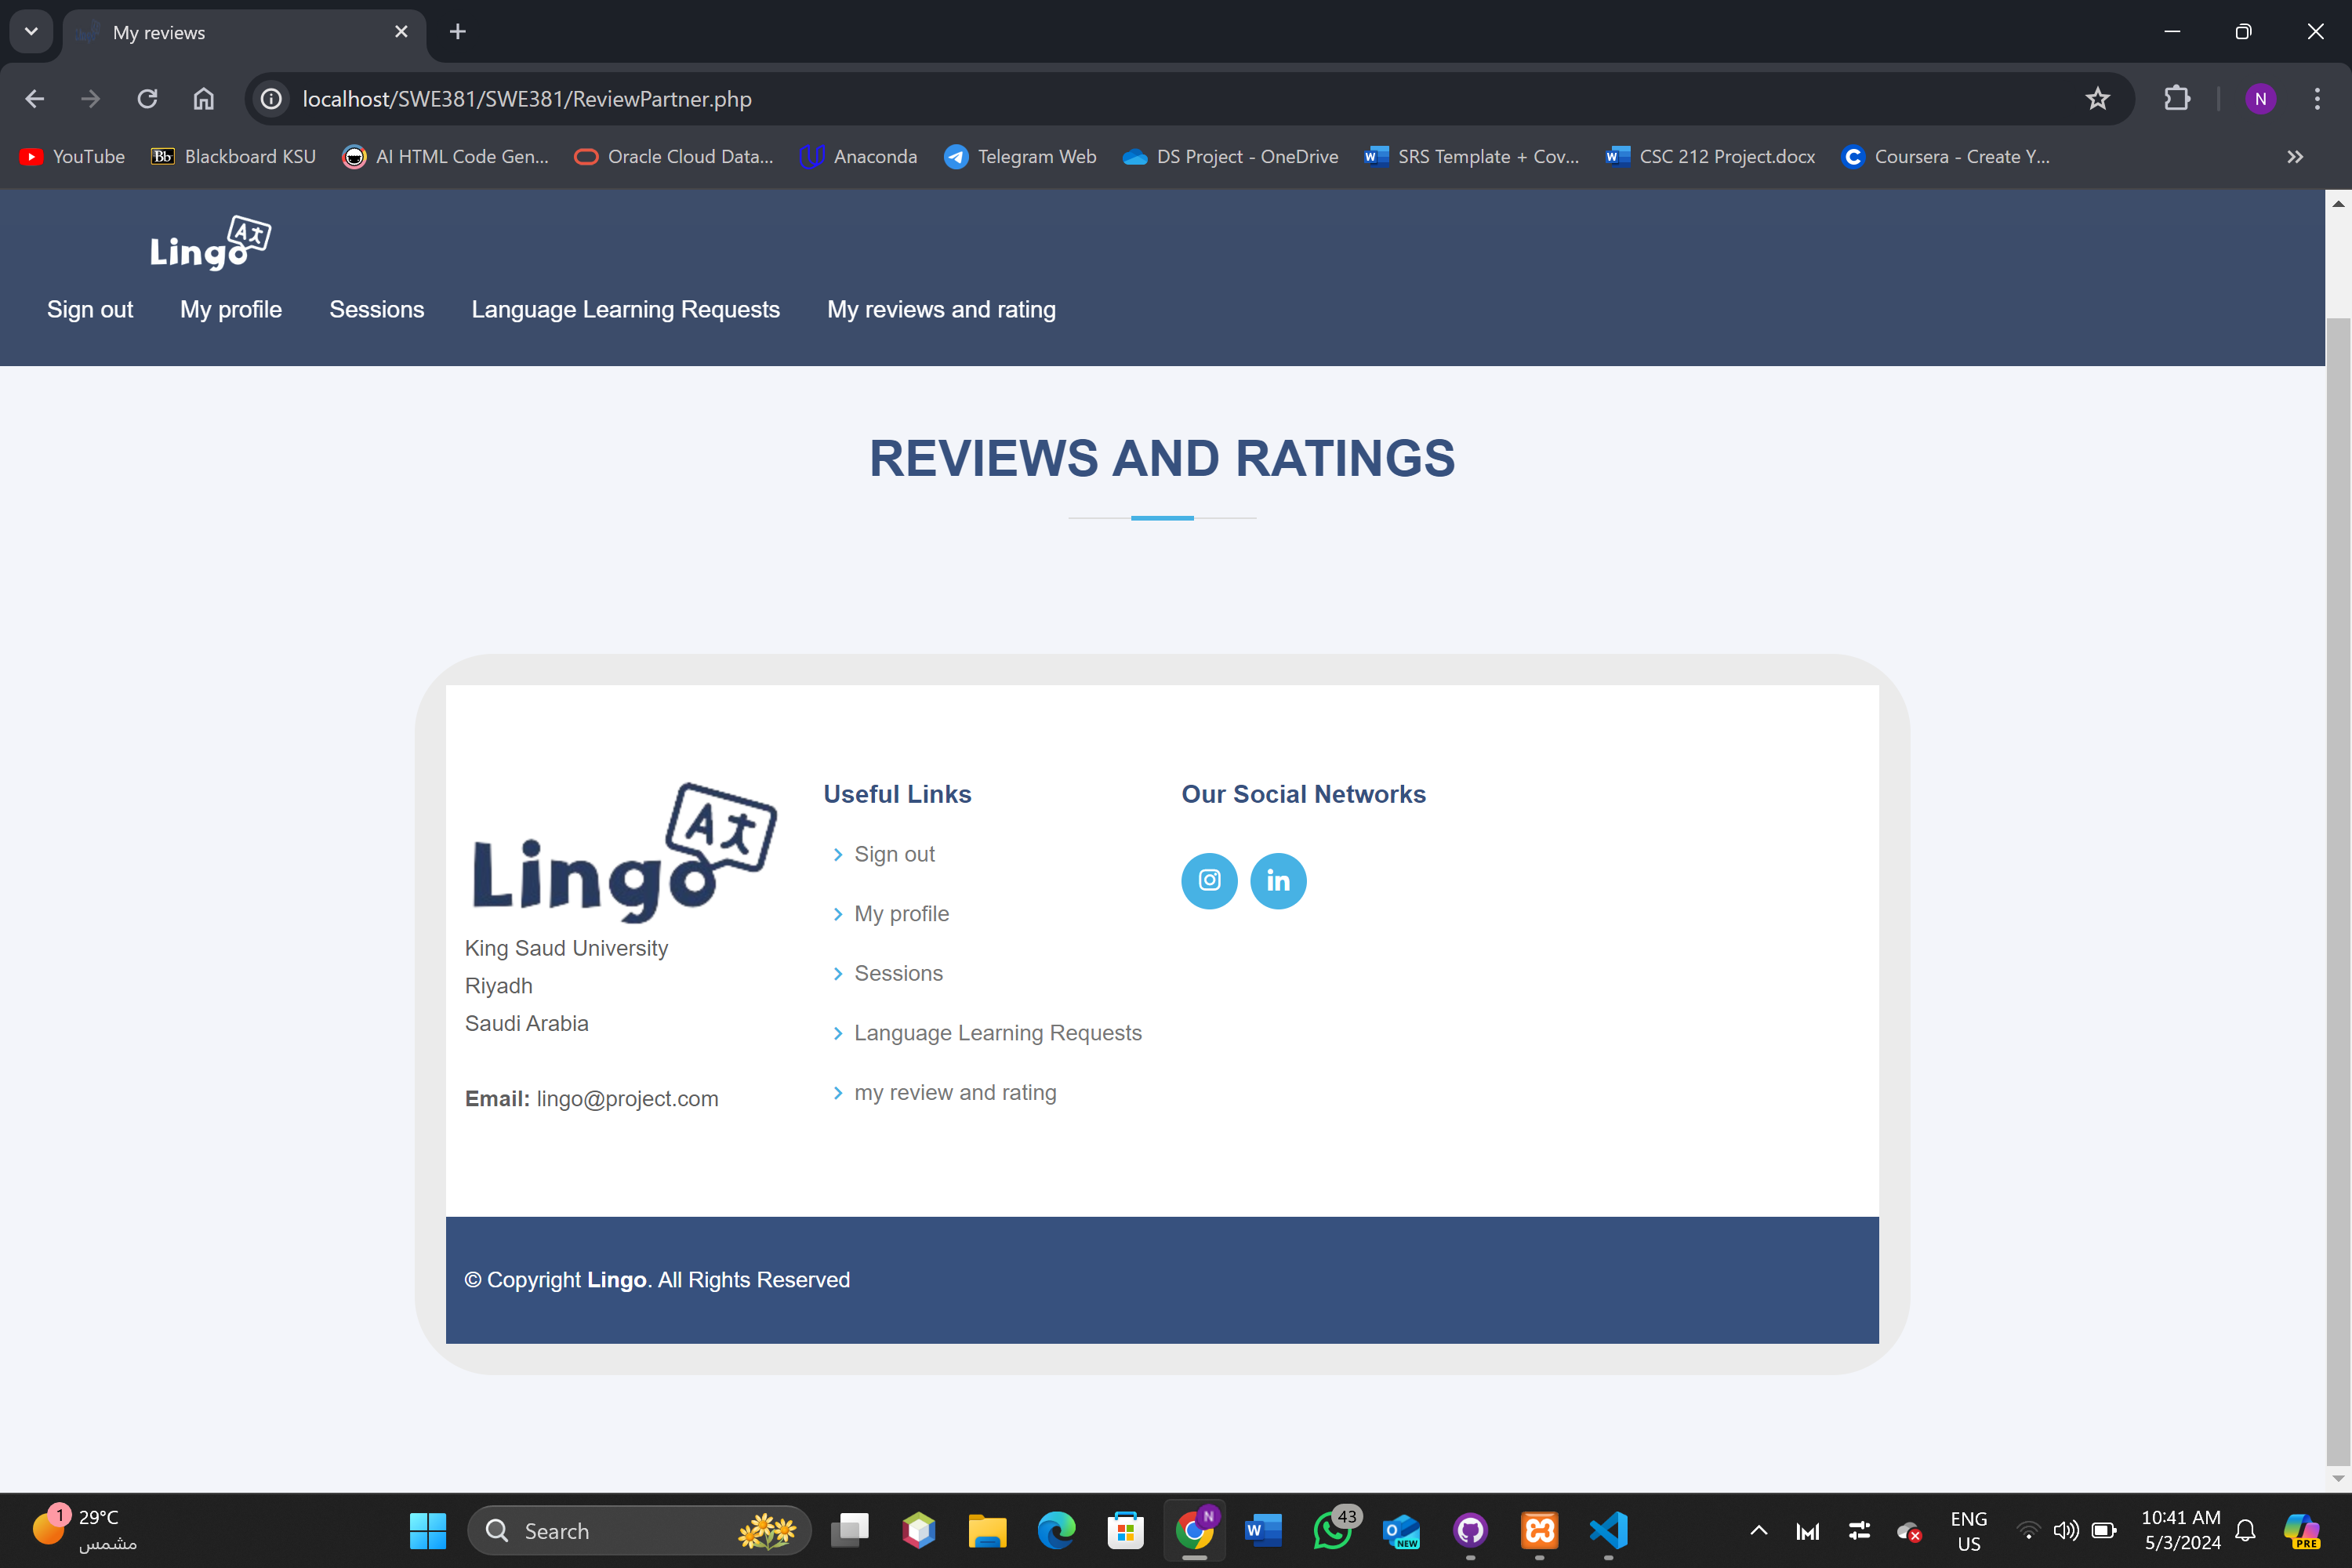 My reviews
localhost/SWE381/SWE381/ReviewPartner.php
N
YouTube
Bb Blackboard KSU
AI HTML Code Gen...
Oracle Cloud Data...
Anaconda
Telegram Web
DS Project - OneDrive
SRS Template + Cov...
CSC 212 Project.docx
Coursera - Create Y...
Lingo
Sign out My profile Sessions Language Learning Requests My reviews and rating
REVIEWS AND RATINGS
Lingo
King Saud University
Riyadh
Saudi Arabia
Email: lingo@project.com
Useful Links
Sign out
My profile
Sessions
Language Learning Requests
my review and rating
Our Social Networks
© Copyright Lingo. All Rights Reserved
1
29°C
مشمس
Search
N
43
NEW
ENG
US
10:41 AM
5/3/2024
PRE